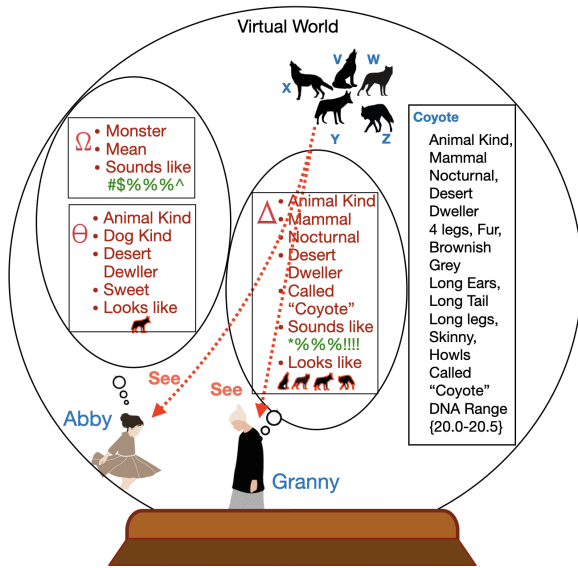 Virtual World
V
W
X
Y
Z
Ω
• Monster
• Mean
• Sounds like
#$%%%^
Ɵ
• Animal Kind
• Dog Kind
• Desert
Dewller
• Sweet
• Looks like
Δ
• Animal Kind
• Mammal
• Nocturnal
• Desert
Dweller
• Called
“Coyote”
• Sounds like
*%%%!!!!
• Looks like
Coyote
Animal Kind,
Mammal
Nocturnal,
Desert
Dweller
4 legs, Fur,
Brownish
Grey
Long Ears,
Long Tail
Long legs,
Skinny,
Howls
Called
“Coyote”
DNA Range
{20.0-20.5}
See
See
Abby
Granny